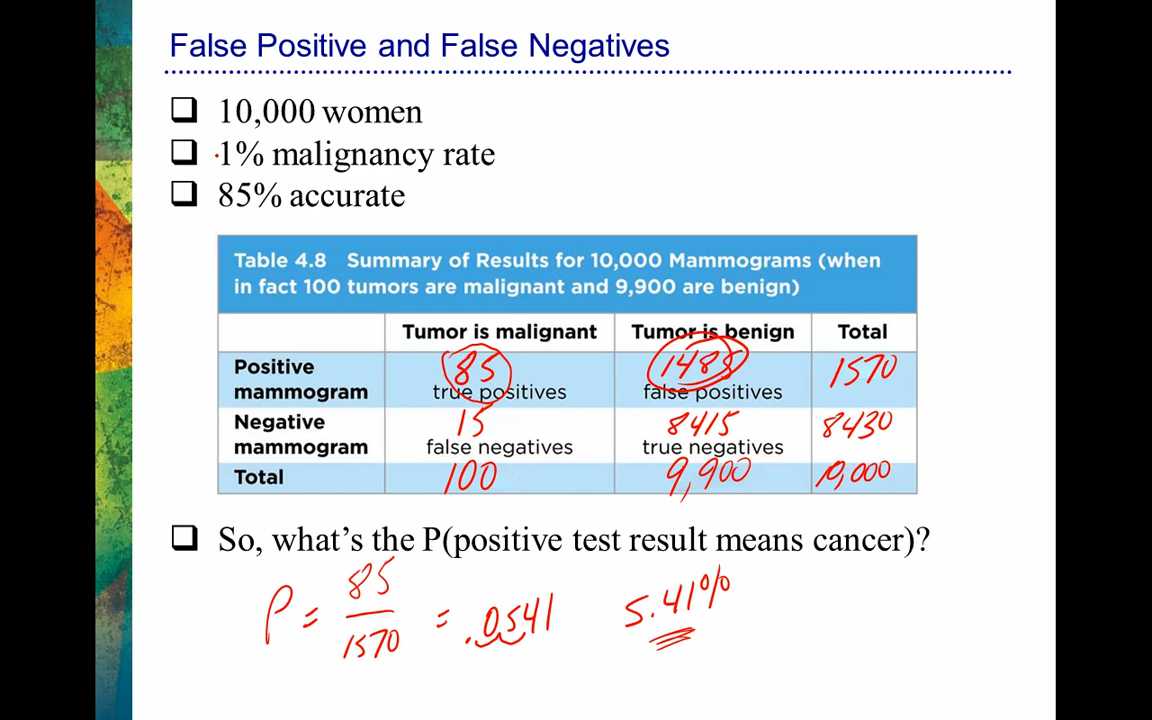 False Positive and False Negatives
10,000 women
1% malignancy rate
85% accurate
Table 4.8 Summary of Results for 10,000 Mammograms (when
in fact 100 tumors are malignant and 9,900 are benign)
Tumor is malignant Tumor is benign Total
Positive
mammogram
85
true positives
1485
false positives
1570
Negative
mammogram
15
false negatives
8415
true negatives
8430
Total 100 9,900 10,000
So, what's the P(positive test result means cancer)?
P = 85/1570 = .0541 5.41%